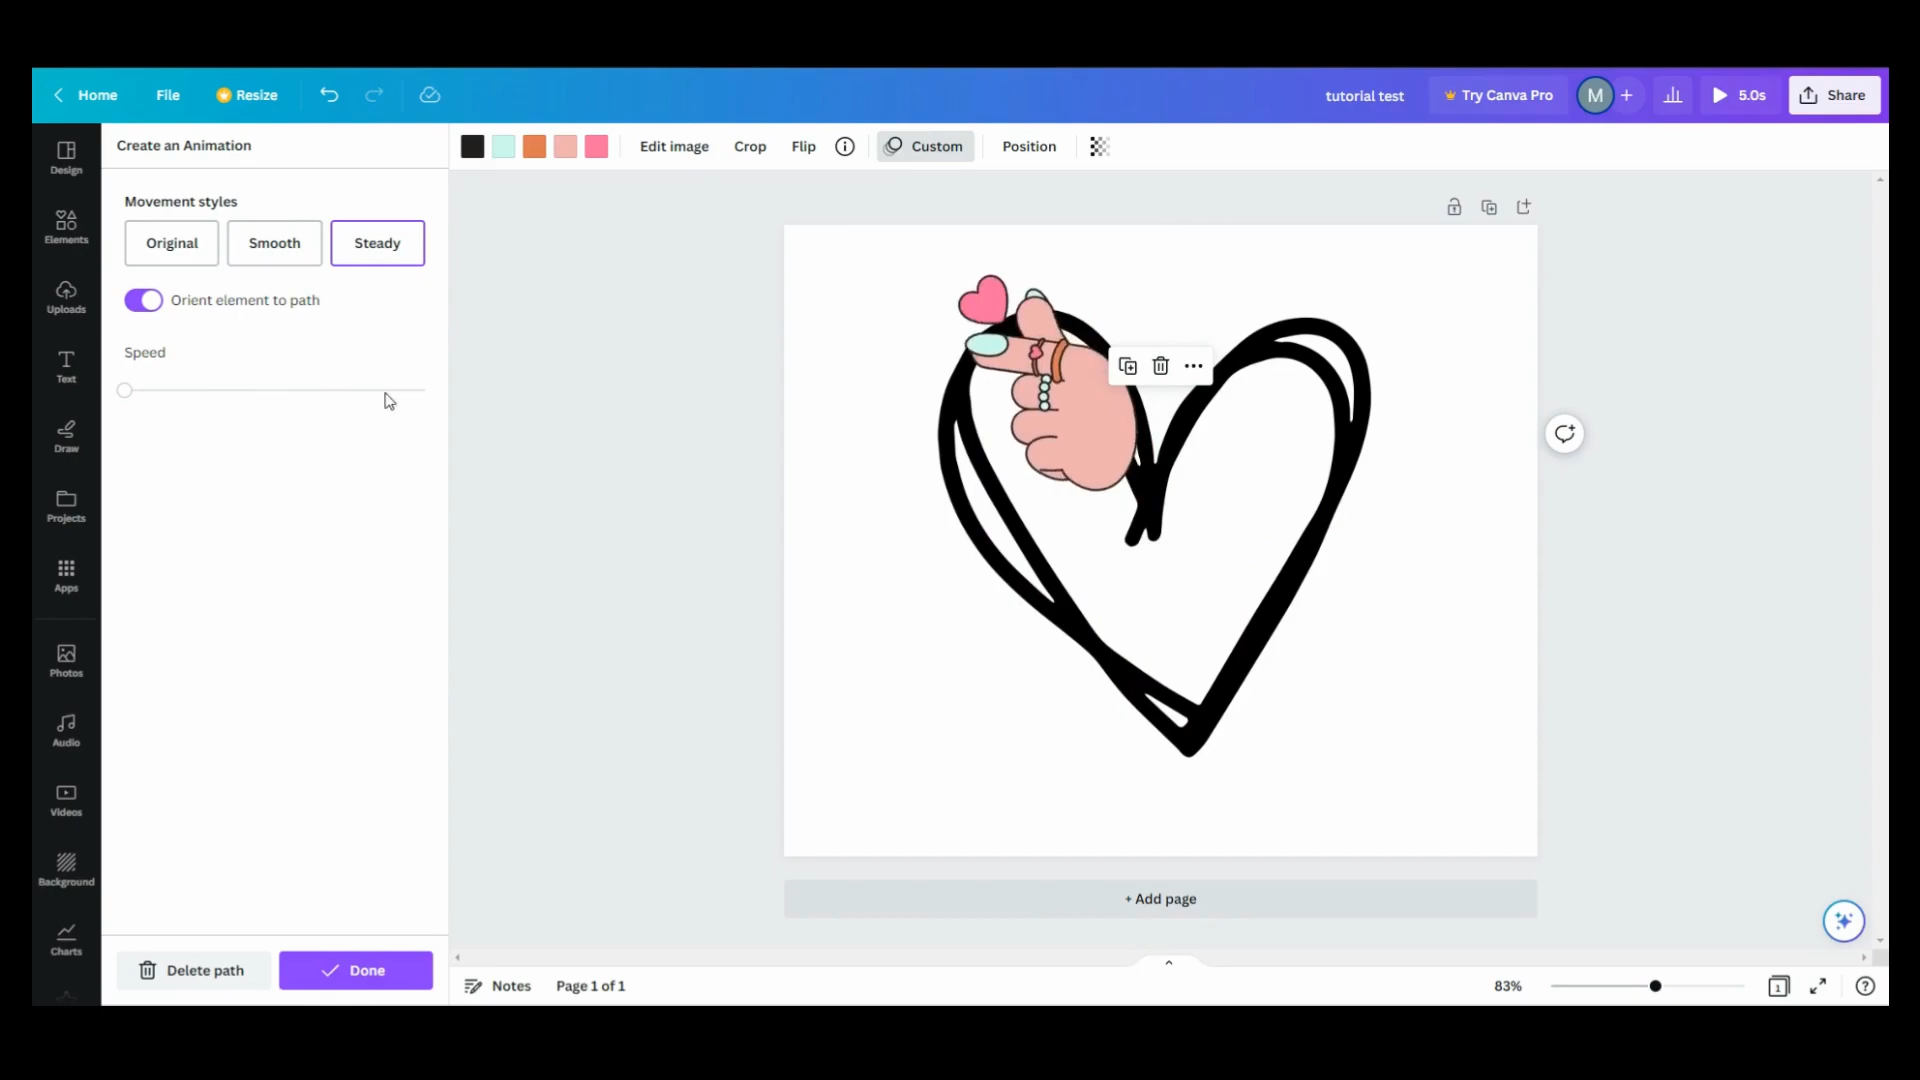 Home File Resize tutorial test Try Canva Pro M + 5.0s Share
Create an Animation
Edit image Crop Flip Custom Position
Movement styles
Original Smooth Steady
Orient element to path
Speed
Design
Elements
Uploads
Text
Draw
Projects
Apps
Photos
Audio
Videos
Background
Charts
+ Add page
Delete path Done
Notes Page 1 of 1 83% 1 ?